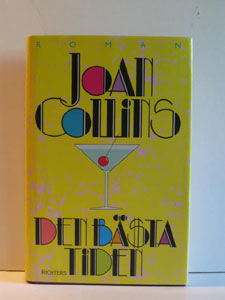 ROMAN
JOAN
COLLINS
DEN BÄSTA
TIDEN
RICHTERS